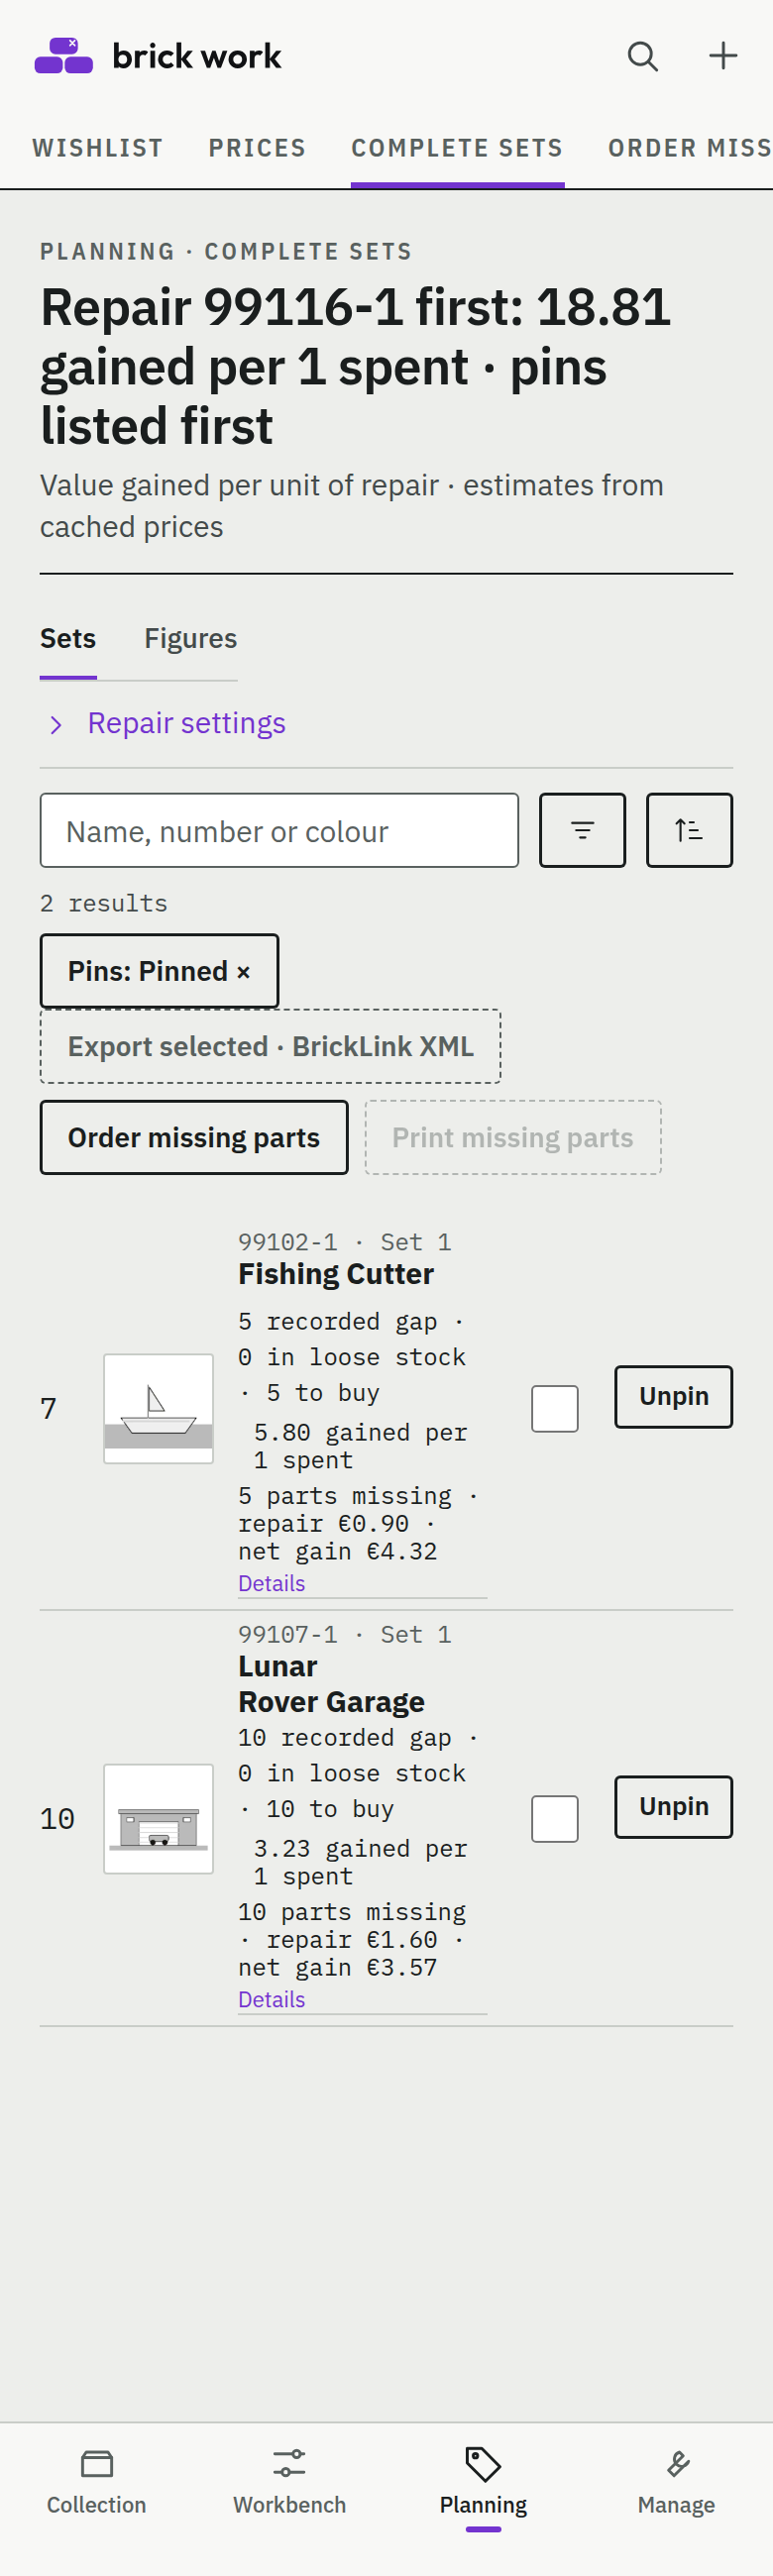 brick work
WISHLIST PRICES COMPLETE SETS ORDER MISS
PLANNING · COMPLETE SETS
Repair 99116-1 first: 18.81
gained per 1 spent · pins
listed first
Value gained per unit of repair · estimates from
cached prices
Sets Figures
Repair settings
Name, number or colour
2 results
Pins: Pinned ×
Export selected · BrickLink XML
Order missing parts Print missing parts
99102-1 · Set 1
Fishing Cutter
5 recorded gap ·
0 in loose stock
· 5 to buy
7
Unpin
5.80 gained per
1 spent
5 parts missing ·
repair €0.90 ·
net gain €4.32
Details
99107-1 · Set 1
Lunar
Rover Garage
10 recorded gap ·
0 in loose stock
· 10 to buy
10
Unpin
3.23 gained per
1 spent
10 parts missing
· repair €1.60 ·
net gain €3.57
Details
Collection Workbench Planning Manage